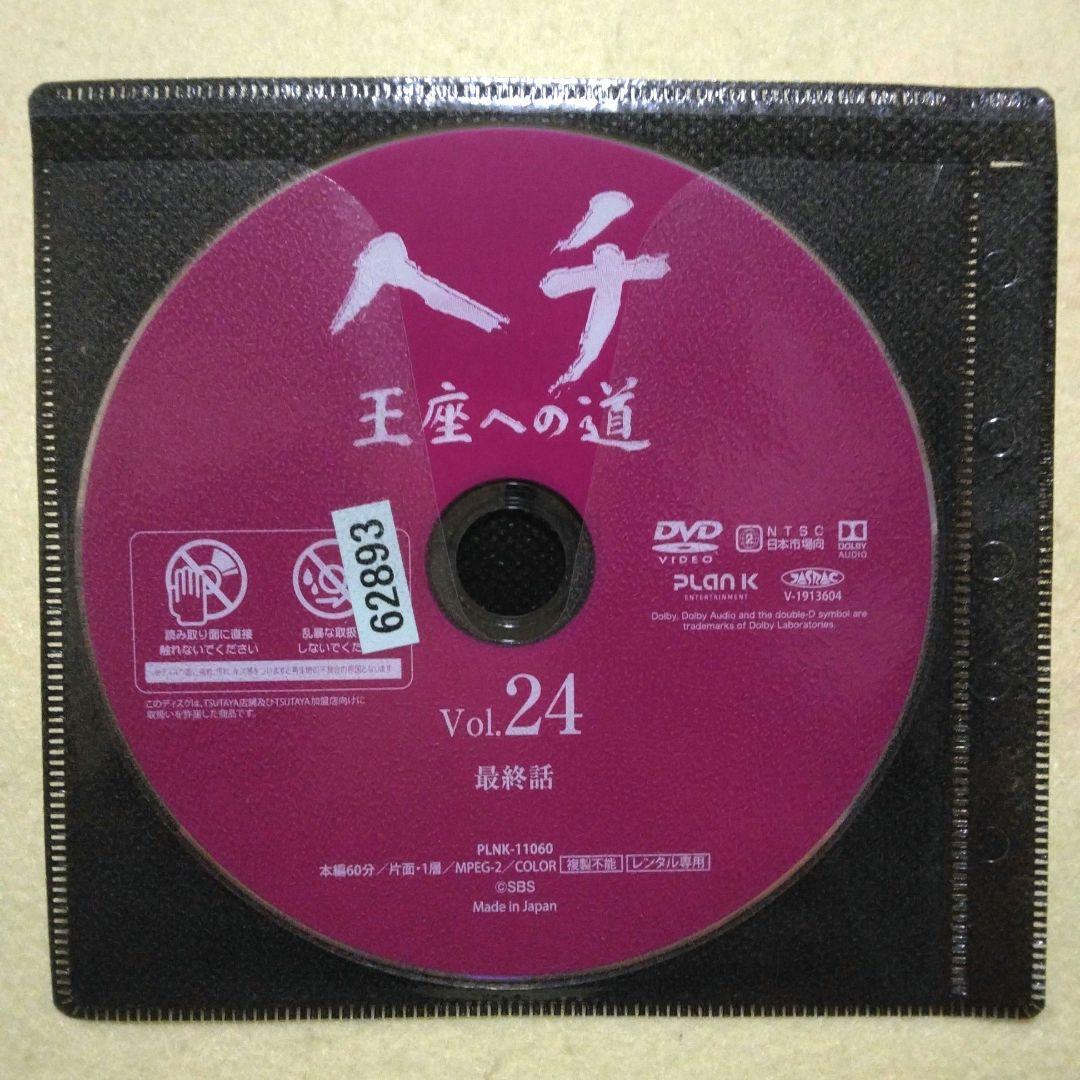 ヘチ
王座への道
62893
読み取り面に直接
触れないでください
乱暴な取扱
しないでくだ
このディスクは、TSUTAYA店舗及びTSUTAYA加盟店向けに
取扱いを許諾した商品です。
DVD
VIDEO
2
NTSC
日本市場向
DOLBY
AUDIO
PLAN K
ENTERTAINMENT
JASRAC
V-1913604
Dolby, Dolby Audio and the double-D symbol are
trademarks of Dolby Laboratories.
Vol.24
最終話
PLNK-11060
本編60分/片面・1層/MPEG-2/COLOR 複製不能 レンタル専用
©SBS
Made in Japan